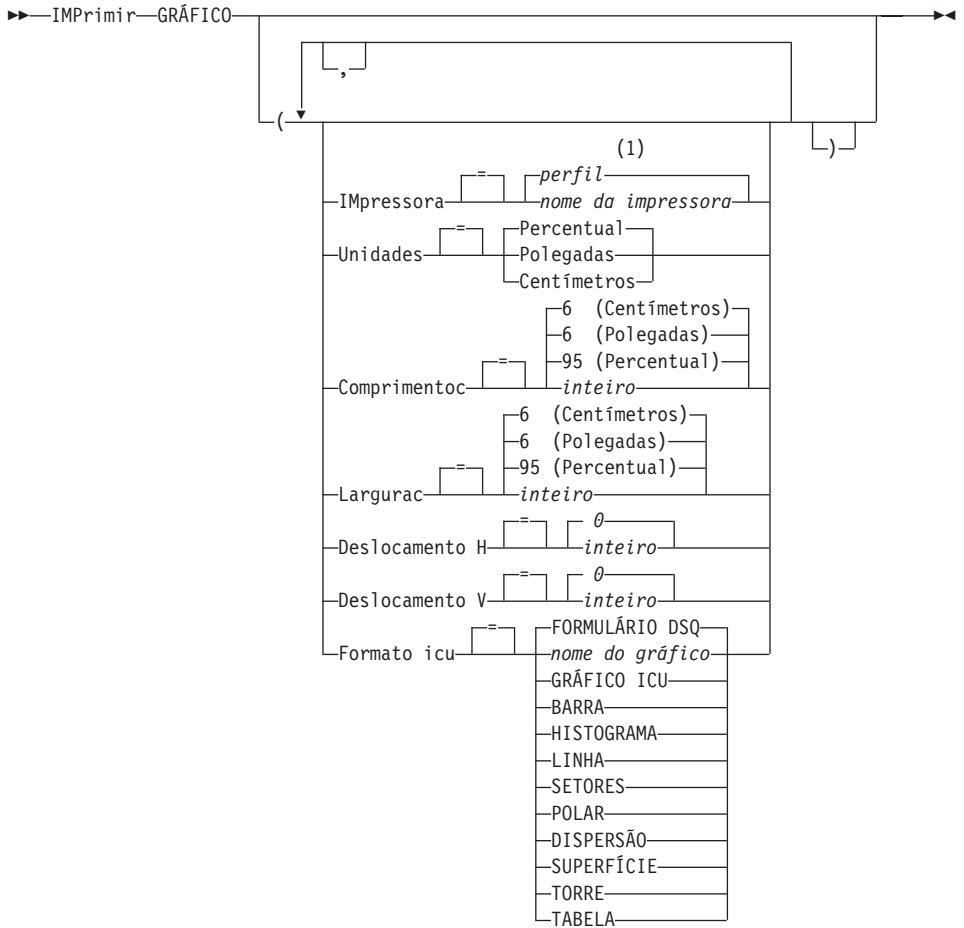 IMPrimir GRÁFICO
,
(
)
(1)
IMpressora = perfil
nome da impressora
Unidades = Percentual
Polegadas
Centímetros
6 (Centímetros)
6 (Polegadas)
95 (Percentual)
Comprimentoc = inteiro
6 (Centímetros)
6 (Polegadas)
95 (Percentual)
Largurac = inteiro
Deslocamento H = 0
inteiro
Deslocamento V = 0
inteiro
Formato icu = FORMULÁRIO DSQ
nome do gráfico
GRÁFICO ICU
BARRA
HISTOGRAMA
LINHA
SETORES
POLAR
DISPERSÃO
SUPERFÍCIE
TORRE
TABELA